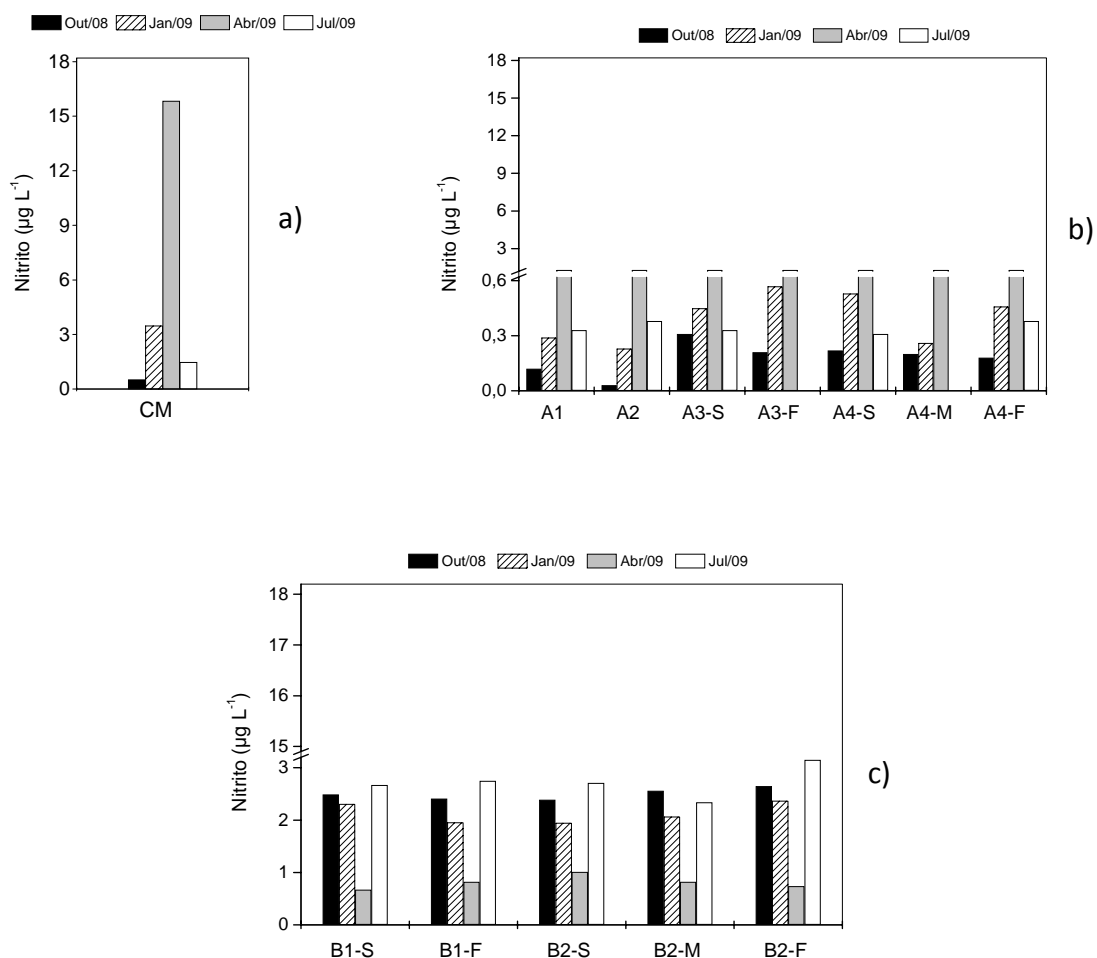 Out/08 Jan/09 Abr/09 Jul/09
18
15
12
9
6
3
0
Nitrito (µg L⁻¹)
CM
a)
Out/08 Jan/09 Abr/09 Jul/09
18
15
12
9
6
3
0,6
0,3
0,0
Nitrito (µg L⁻¹)
A1 A2 A3-S A3-F A4-S A4-M A4-F
b)
Out/08 Jan/09 Abr/09 Jul/09
18
17
16
15
3
2
1
0
Nitrito (µg L⁻¹)
B1-S B1-F B2-S B2-M B2-F
c)